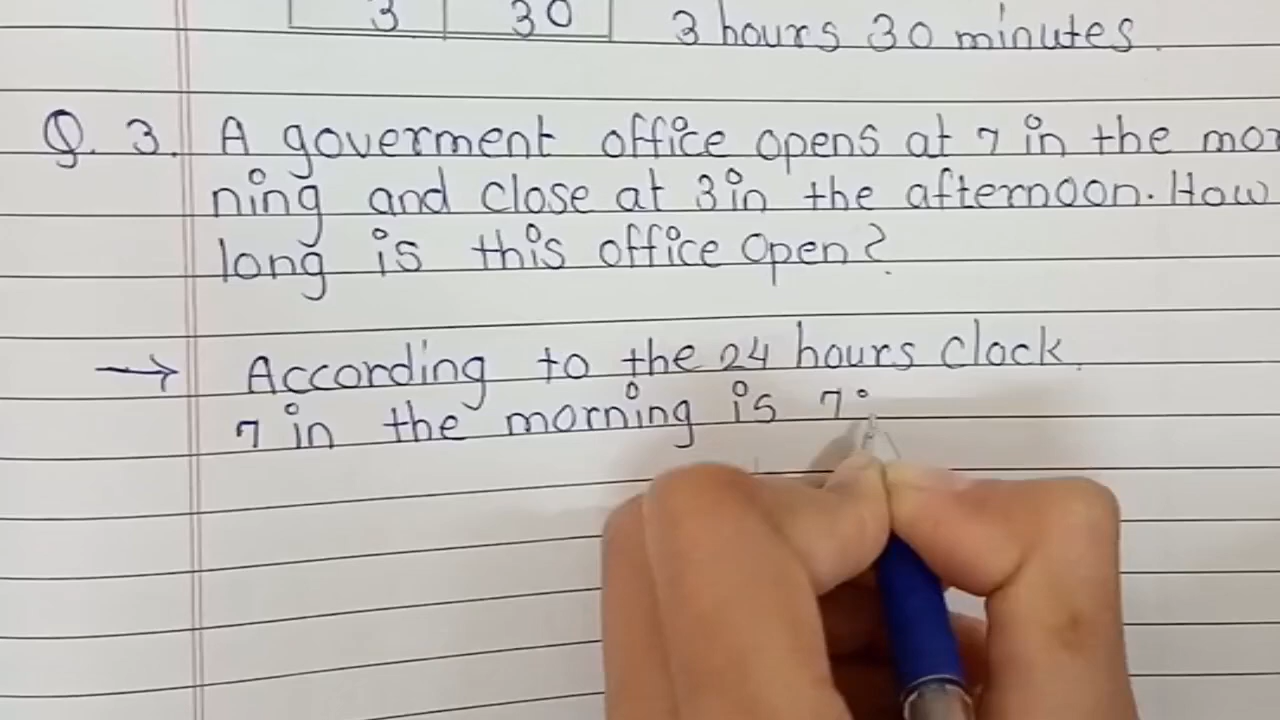 3 30 3 hours 30 minutes
Q. 3. A goverment office opens at 7 in the mor
ning and close at 3 in the afternoon. How
long is this office open?
→ According to the 24 hours clock
7 in the morning is 7: